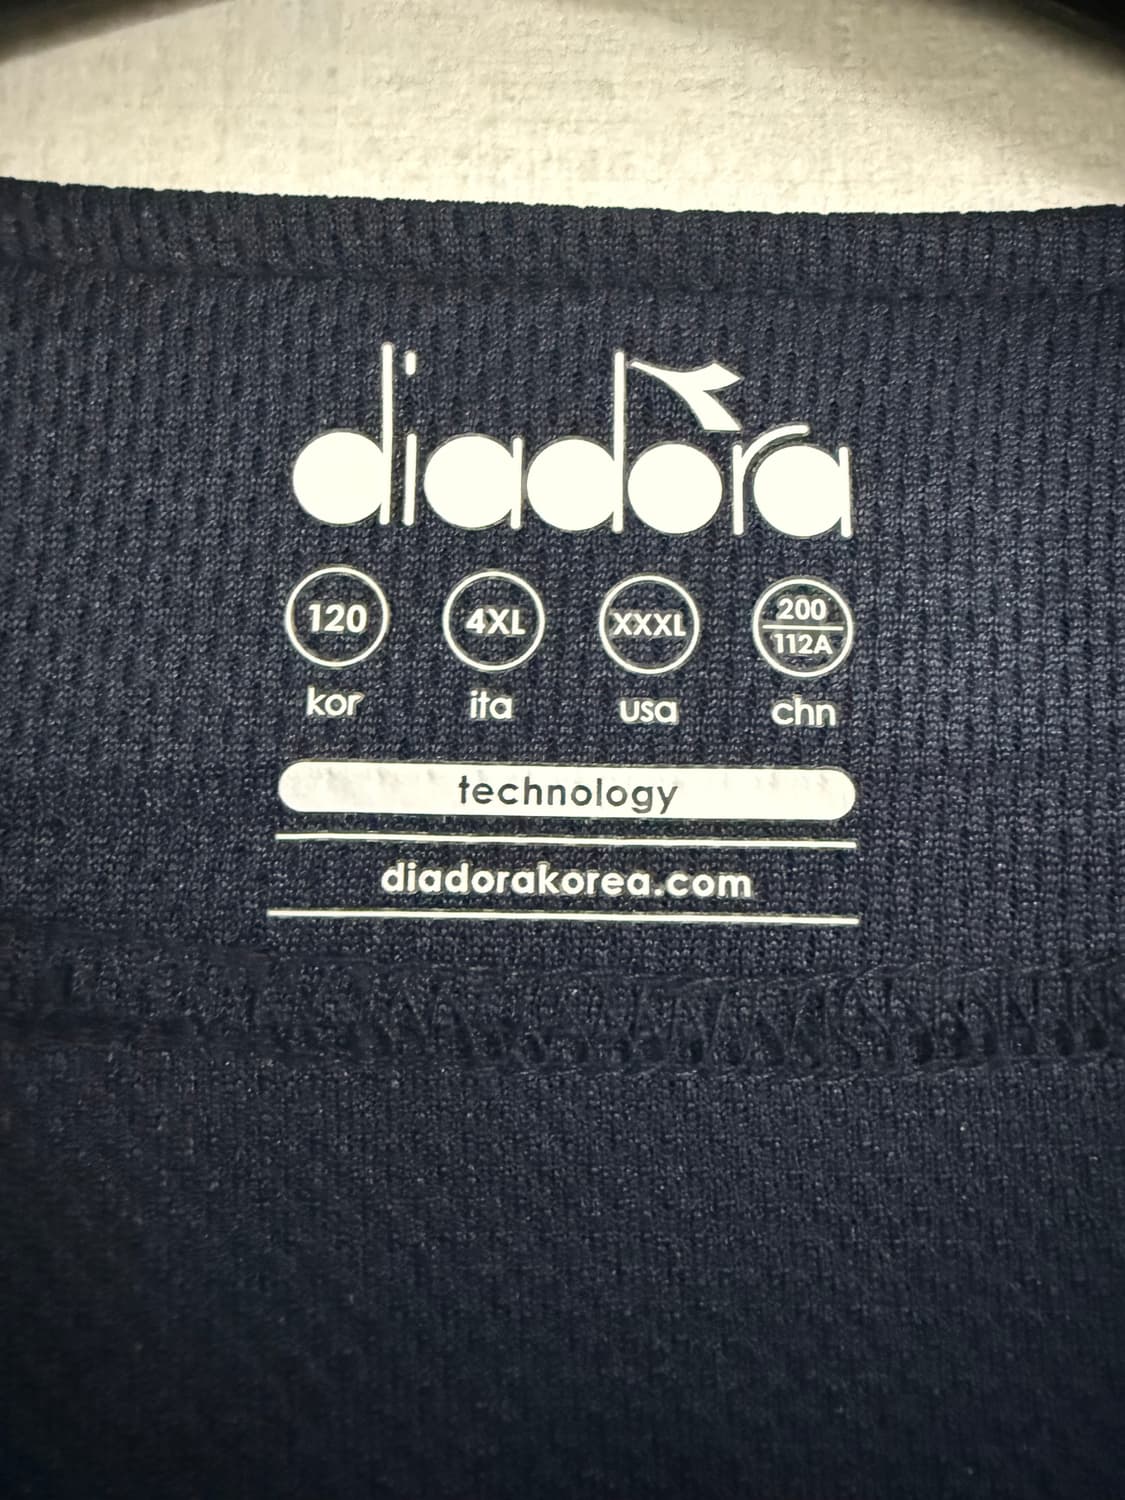 diadora
120 4XL XXXL 200
112A
kor ita usa chn
technology
diadorakorea.com